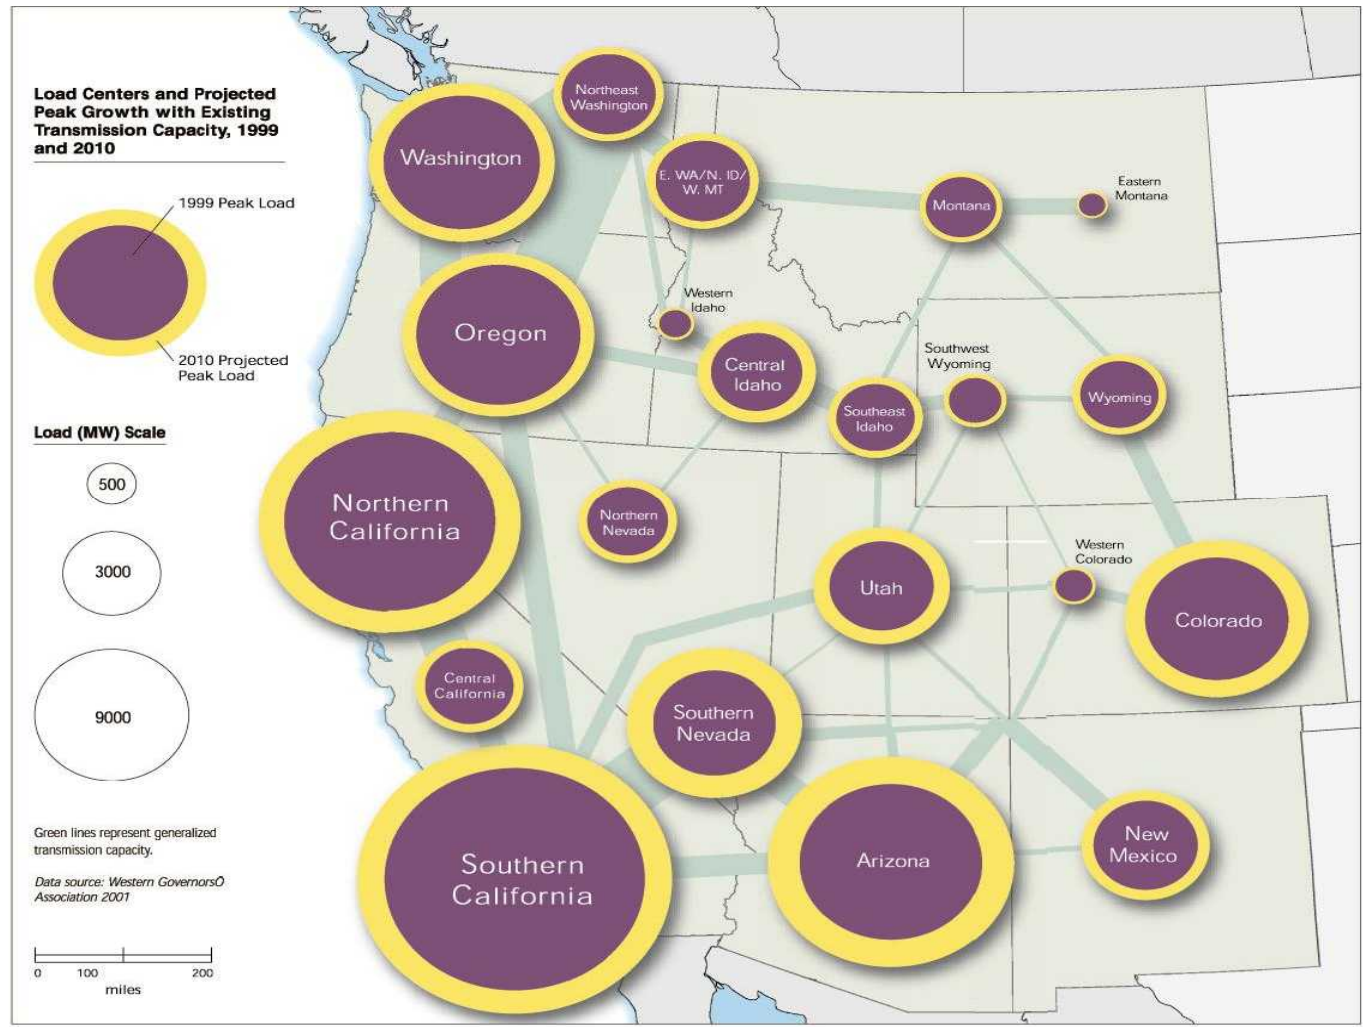 Load Centers and Projected
Peak Growth with Existing
Transmission Capacity, 1999
and 2010
1999 Peak Load
2010 Projected
Peak Load
Load (MW) Scale
500
3000
9000
Green lines represent generalized
transmission capacity.
Data source: Western GovernorsÕ
Association 2001
0
100
200
miles
Washington
Northeast
Washington
E. WA/N. ID/
W. MT
Montana
Eastern
Montana
Oregon
Western
Idaho
Central
Idaho
Southeast
Idaho
Southwest
Wyoming
Wyoming
Northern
California
Northern
Nevada
Utah
Western
Colorado
Colorado
Central
California
Southern
Nevada
Southern
California
Arizona
New
Mexico